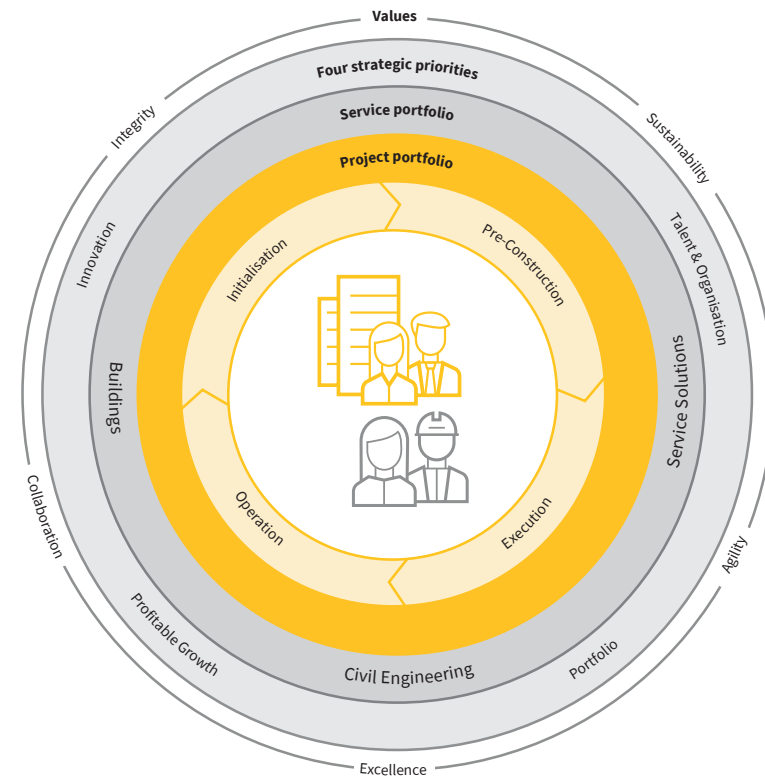 Values
Integrity
Sustainability
Agility
Excellence
Collaboration
Four strategic priorities
Innovation
Talent & Organisation
Portfolio
Profitable Growth
Service portfolio
Buildings
Service Solutions
Civil Engineering
Project portfolio
Initialisation
Pre-Construction
Execution
Operation